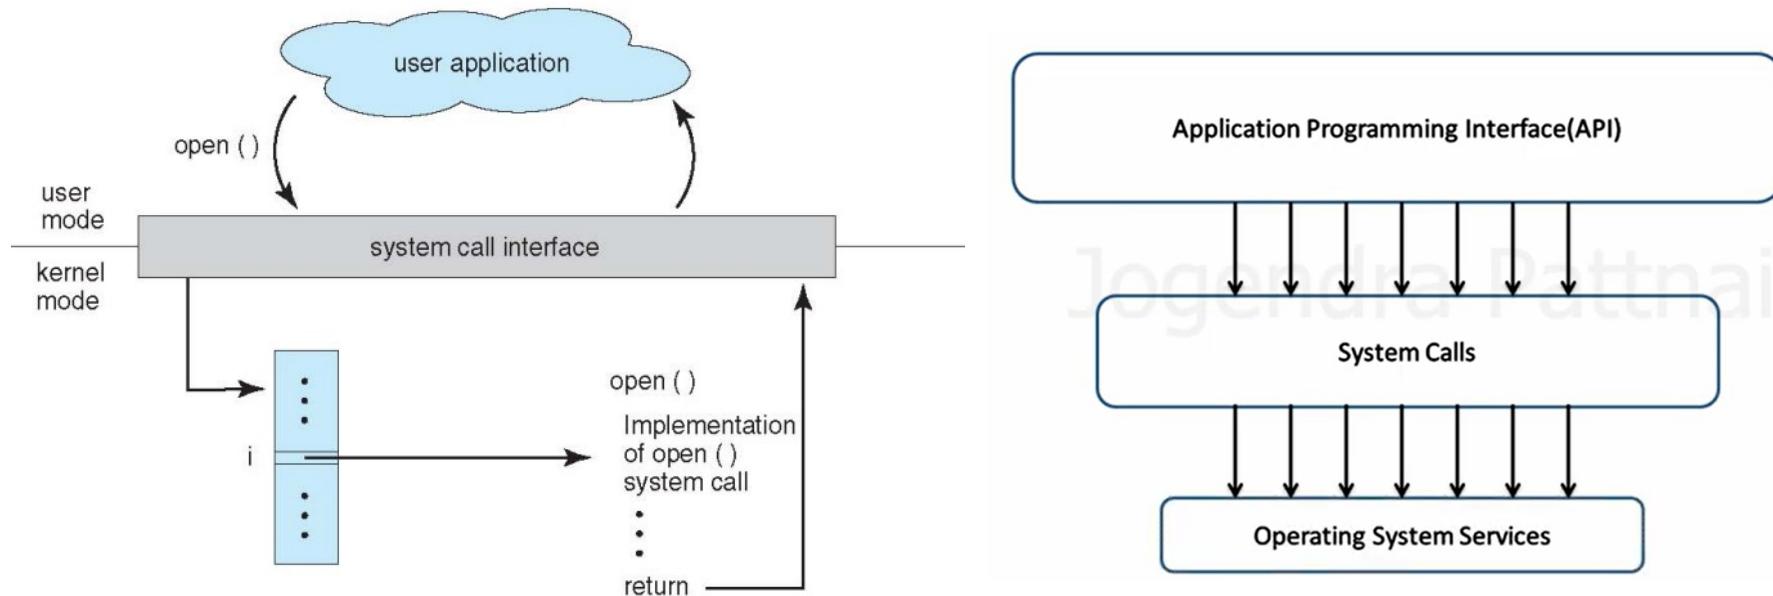 user application
open ( )
user
mode
system call interface
kernel
mode
open ( )
Implementation
of open ( )
system call
i
return
Application Programming Interface(API)
Jogendra Pattnai
System Calls
Operating System Services